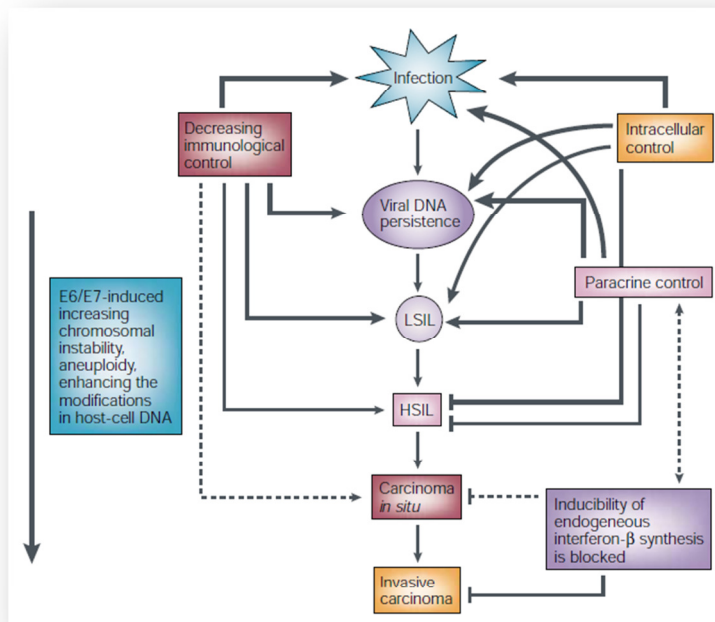 Infection
Decreasing
immunological
control
Intracellular
control
Viral DNA
persistence
Paracrine control
E6/E7-induced
increasing
chromosomal
instability,
aneuploidy,
enhancing the
modifications
in host-cell DNA
LSIL
HSIL
Carcinoma
in situ
Inducibility of
endogeneous
interferon-β synthesis
is blocked
Invasive
carcinoma